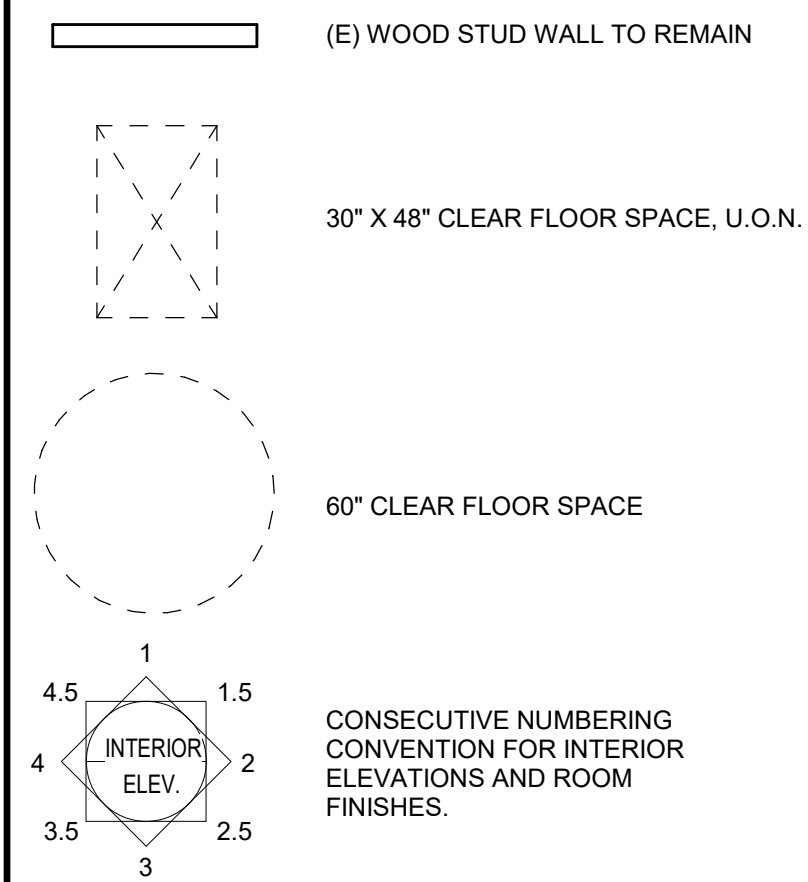 (E) WOOD STUD WALL TO REMAIN
30" X 48" CLEAR FLOOR SPACE, U.O.N.
60" CLEAR FLOOR SPACE
1
4.5
1.5
4
INTERIOR
ELEV.
2
3.5
2.5
3
CONSECUTIVE NUMBERING
CONVENTION FOR INTERIOR
ELEVATIONS AND ROOM
FINISHES.